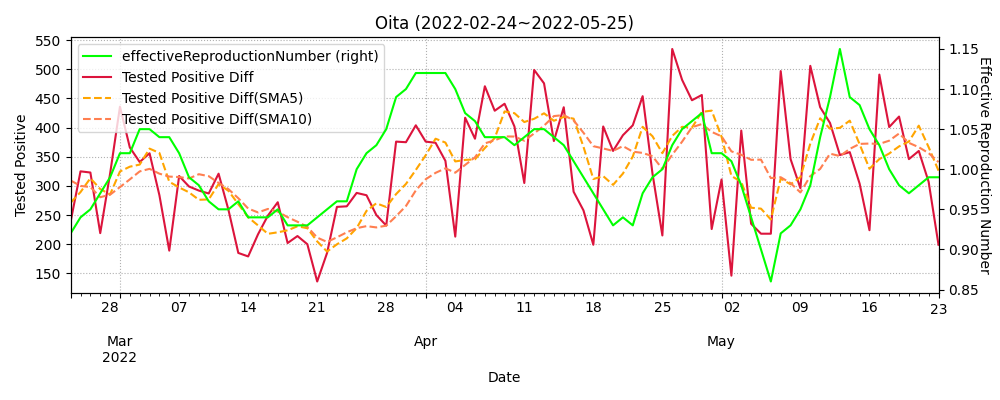 Oita (2022-02-24~2022-05-25)
effectiveReproductionNumber (right)
Tested Positive Diff
Tested Positive Diff(SMA5)
Tested Positive Diff(SMA10)
Tested Positive
550
500
450
400
350
300
250
200
150
1.15
1.10
1.05
1.00
0.95
0.90
0.85
Effective Reproduction Number
28 07 14 21 28 04 11 18 25 02 09 16 23
Mar Apr May
2022
Date